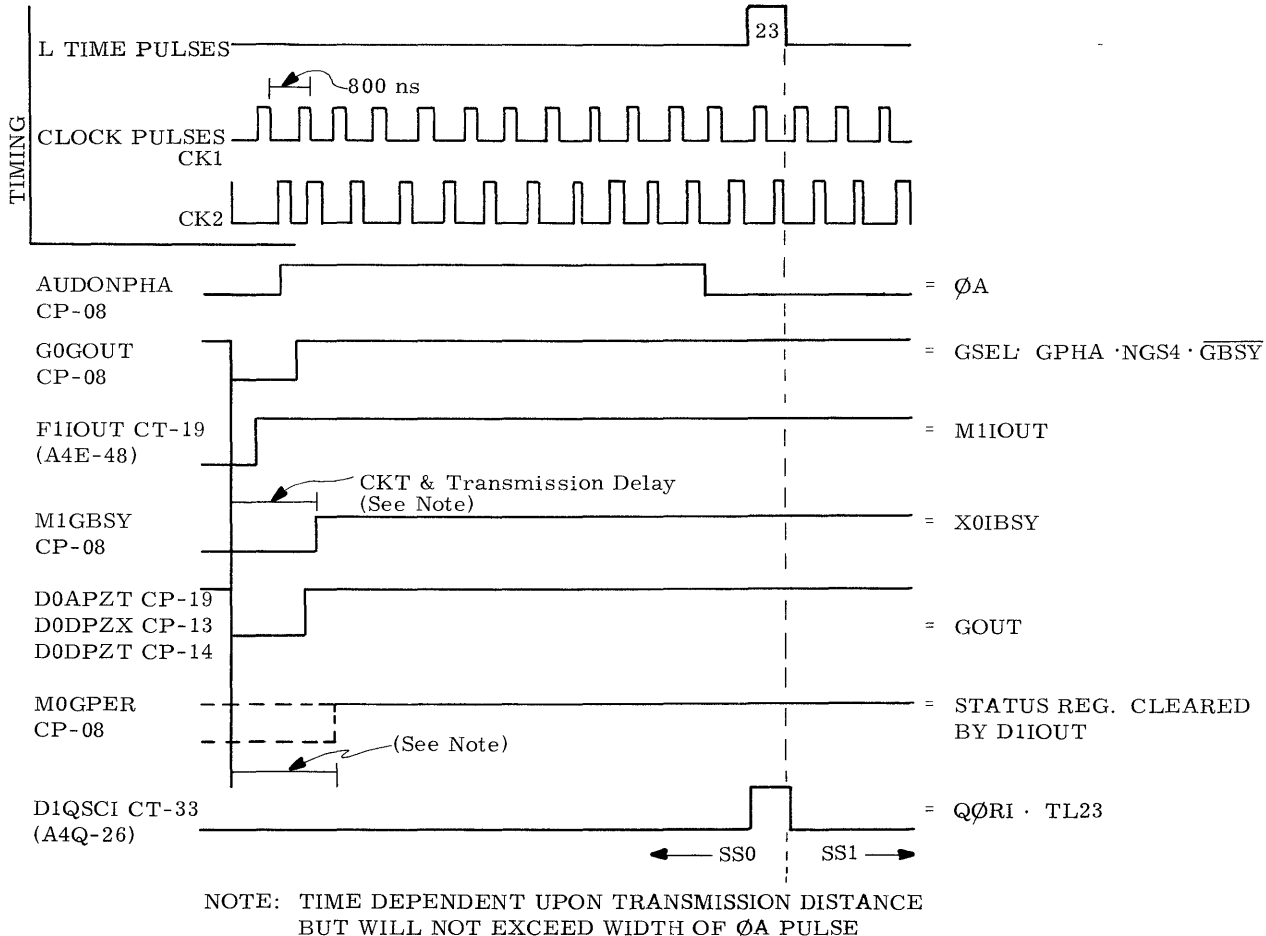 23
L TIME PULSES
800 ns
CLOCK PULSES
CK1
CK2
TIMING
AUDONPHA
CP-08
= ØA
G0GOUT
CP-08
= GSEL· GPHA ·NGS4 · G̅B̅S̅Y̅
F1IOUT CT-19
(A4E-48)
= M1IOUT
CKT & Transmission Delay
(See Note)
M1GBSY
CP-08
= X0IBSY
D0APZT CP-19
D0DPZX CP-13
D0DPZT CP-14
= GOUT
M0GPER
CP-08
= STATUS REG. CLEARED
BY D1IOUT
(See Note)
D1QSCI CT-33
(A4Q-26)
= QØRI · TL23
SS0 SS1
NOTE: TIME DEPENDENT UPON TRANSMISSION DISTANCE
BUT WILL NOT EXCEED WIDTH OF ØA PULSE